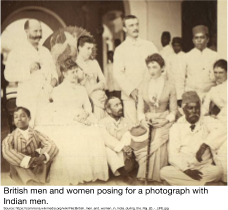 British men and women posing for a photograph with
Indian men.